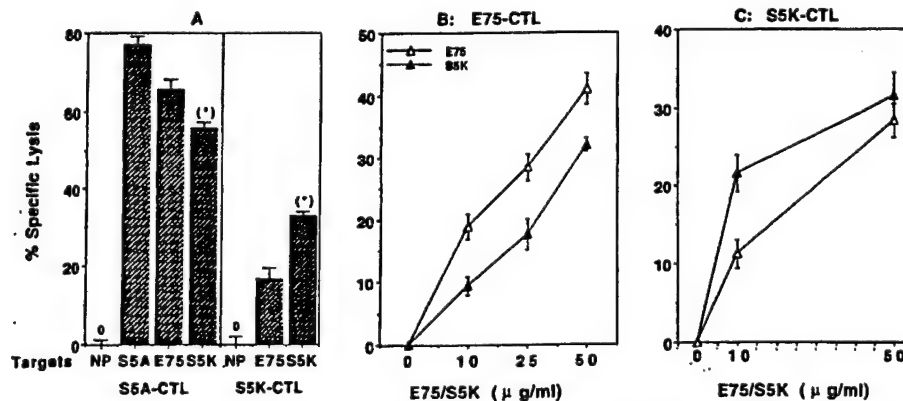 A
B: E75-CTL
C: S5K-CTL
% Specific Lysis
80
60
40
20
0
0
(*)
0
(*)
Targets NP S5A E75 S5K NP E75 S5K
S5A-CTL S5K-CTL
E75
S5K
50
40
30
20
10
0
0 10 25 50
E75/S5K ( μ g/ml)
40
30
20
10
0
0 10 50
E75/S5K ( μ g/ml)